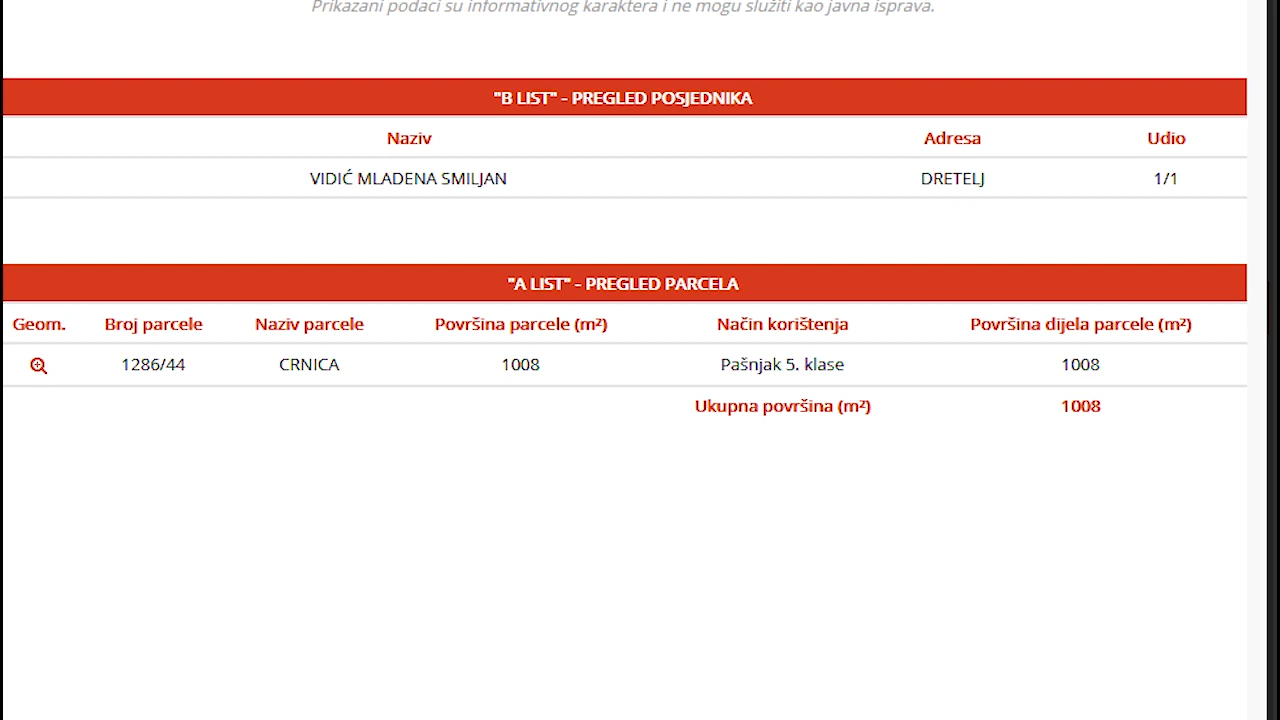 Prikazani podaci su informativnog karaktera i ne mogu služiti kao javna isprava.
"B LIST" - PREGLED POSJEDNIKA
Naziv Adresa Udio
VIDIĆ MLADENA SMILJAN DRETELJ 1/1
"A LIST" - PREGLED PARCELA
Geom. Broj parcele Naziv parcele Površina parcele (m²) Način korištenja Površina dijela parcele (m²)
1286/44 CRNICA 1008 Pašnjak 5. klase 1008
Ukupna površina (m²) 1008